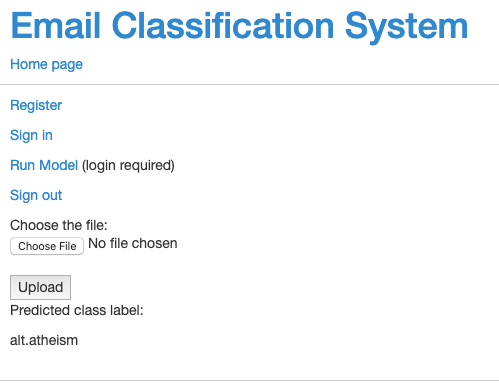 Email Classification System
Home page
Register
Sign in
Run Model (login required)
Sign out
Choose the file:
Choose File No file chosen
Upload
Predicted class label:
alt.atheism